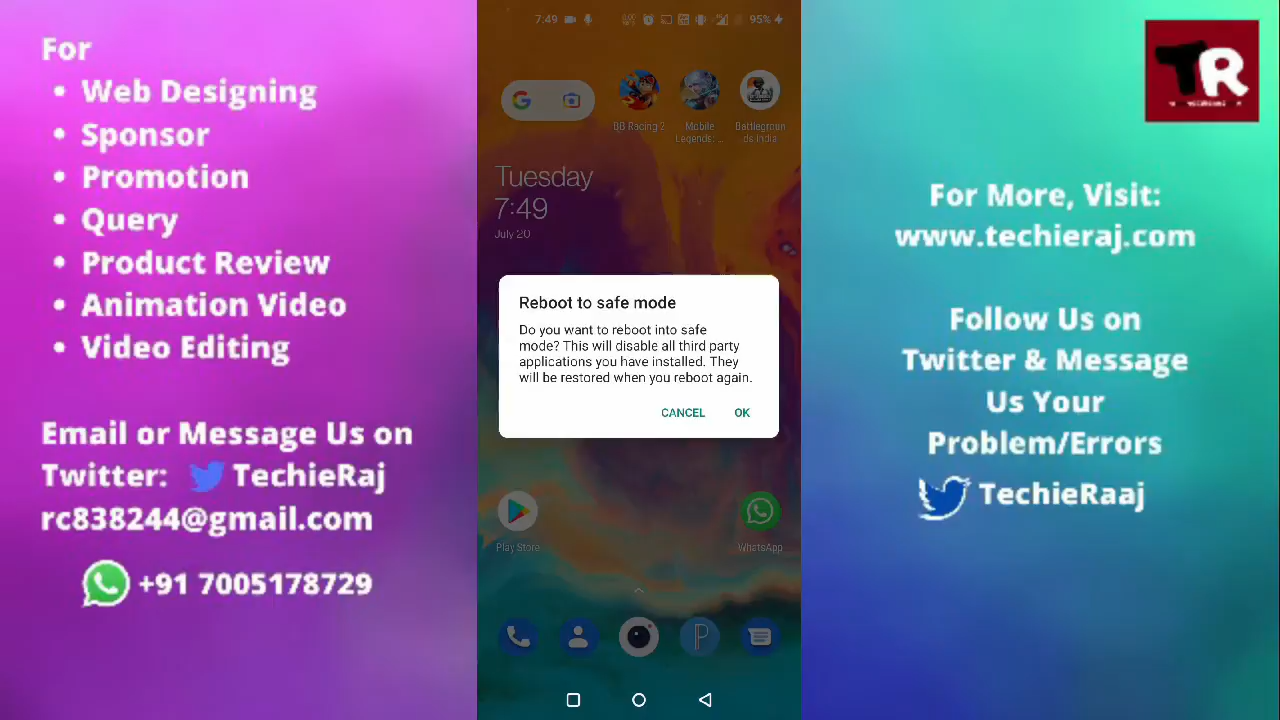 For
• Web Designing
• Sponsor
• Promotion
• Query
• Product Review
• Animation Video
• Video Editing
Email or Message Us on
Twitter: TechieRaj
rc838244@gmail.com
+91 7005178729
7:49
95%
BB Racing 2
Mobile
Legends: ...
Battlegroun
ds India
Tuesday
7:49
July 20
Reboot to safe mode
Do you want to reboot into safe
mode? This will disable all third party
applications you have installed. They
will be restored when you reboot again.
CANCEL
OK
Play Store
WhatsApp
TR
For More, Visit:
www.techieraj.com
Follow Us on
Twitter & Message
Us Your
Problem/Errors
TechieRaaj